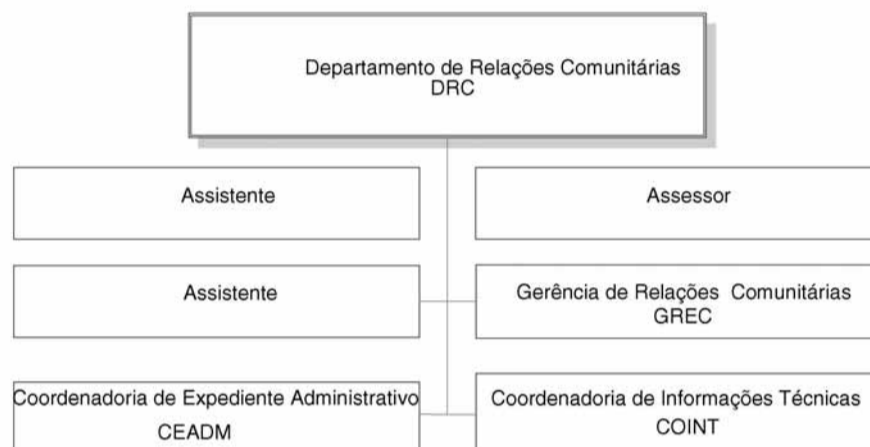 Departamento de Relações Comunitárias
DRC
Assistente
Assessor
Assistente
Gerência de Relações Comunitárias
GREC
Coordenadoria de Expediente Administrativo
CEADM
Coordenadoria de Informações Técnicas
COINT